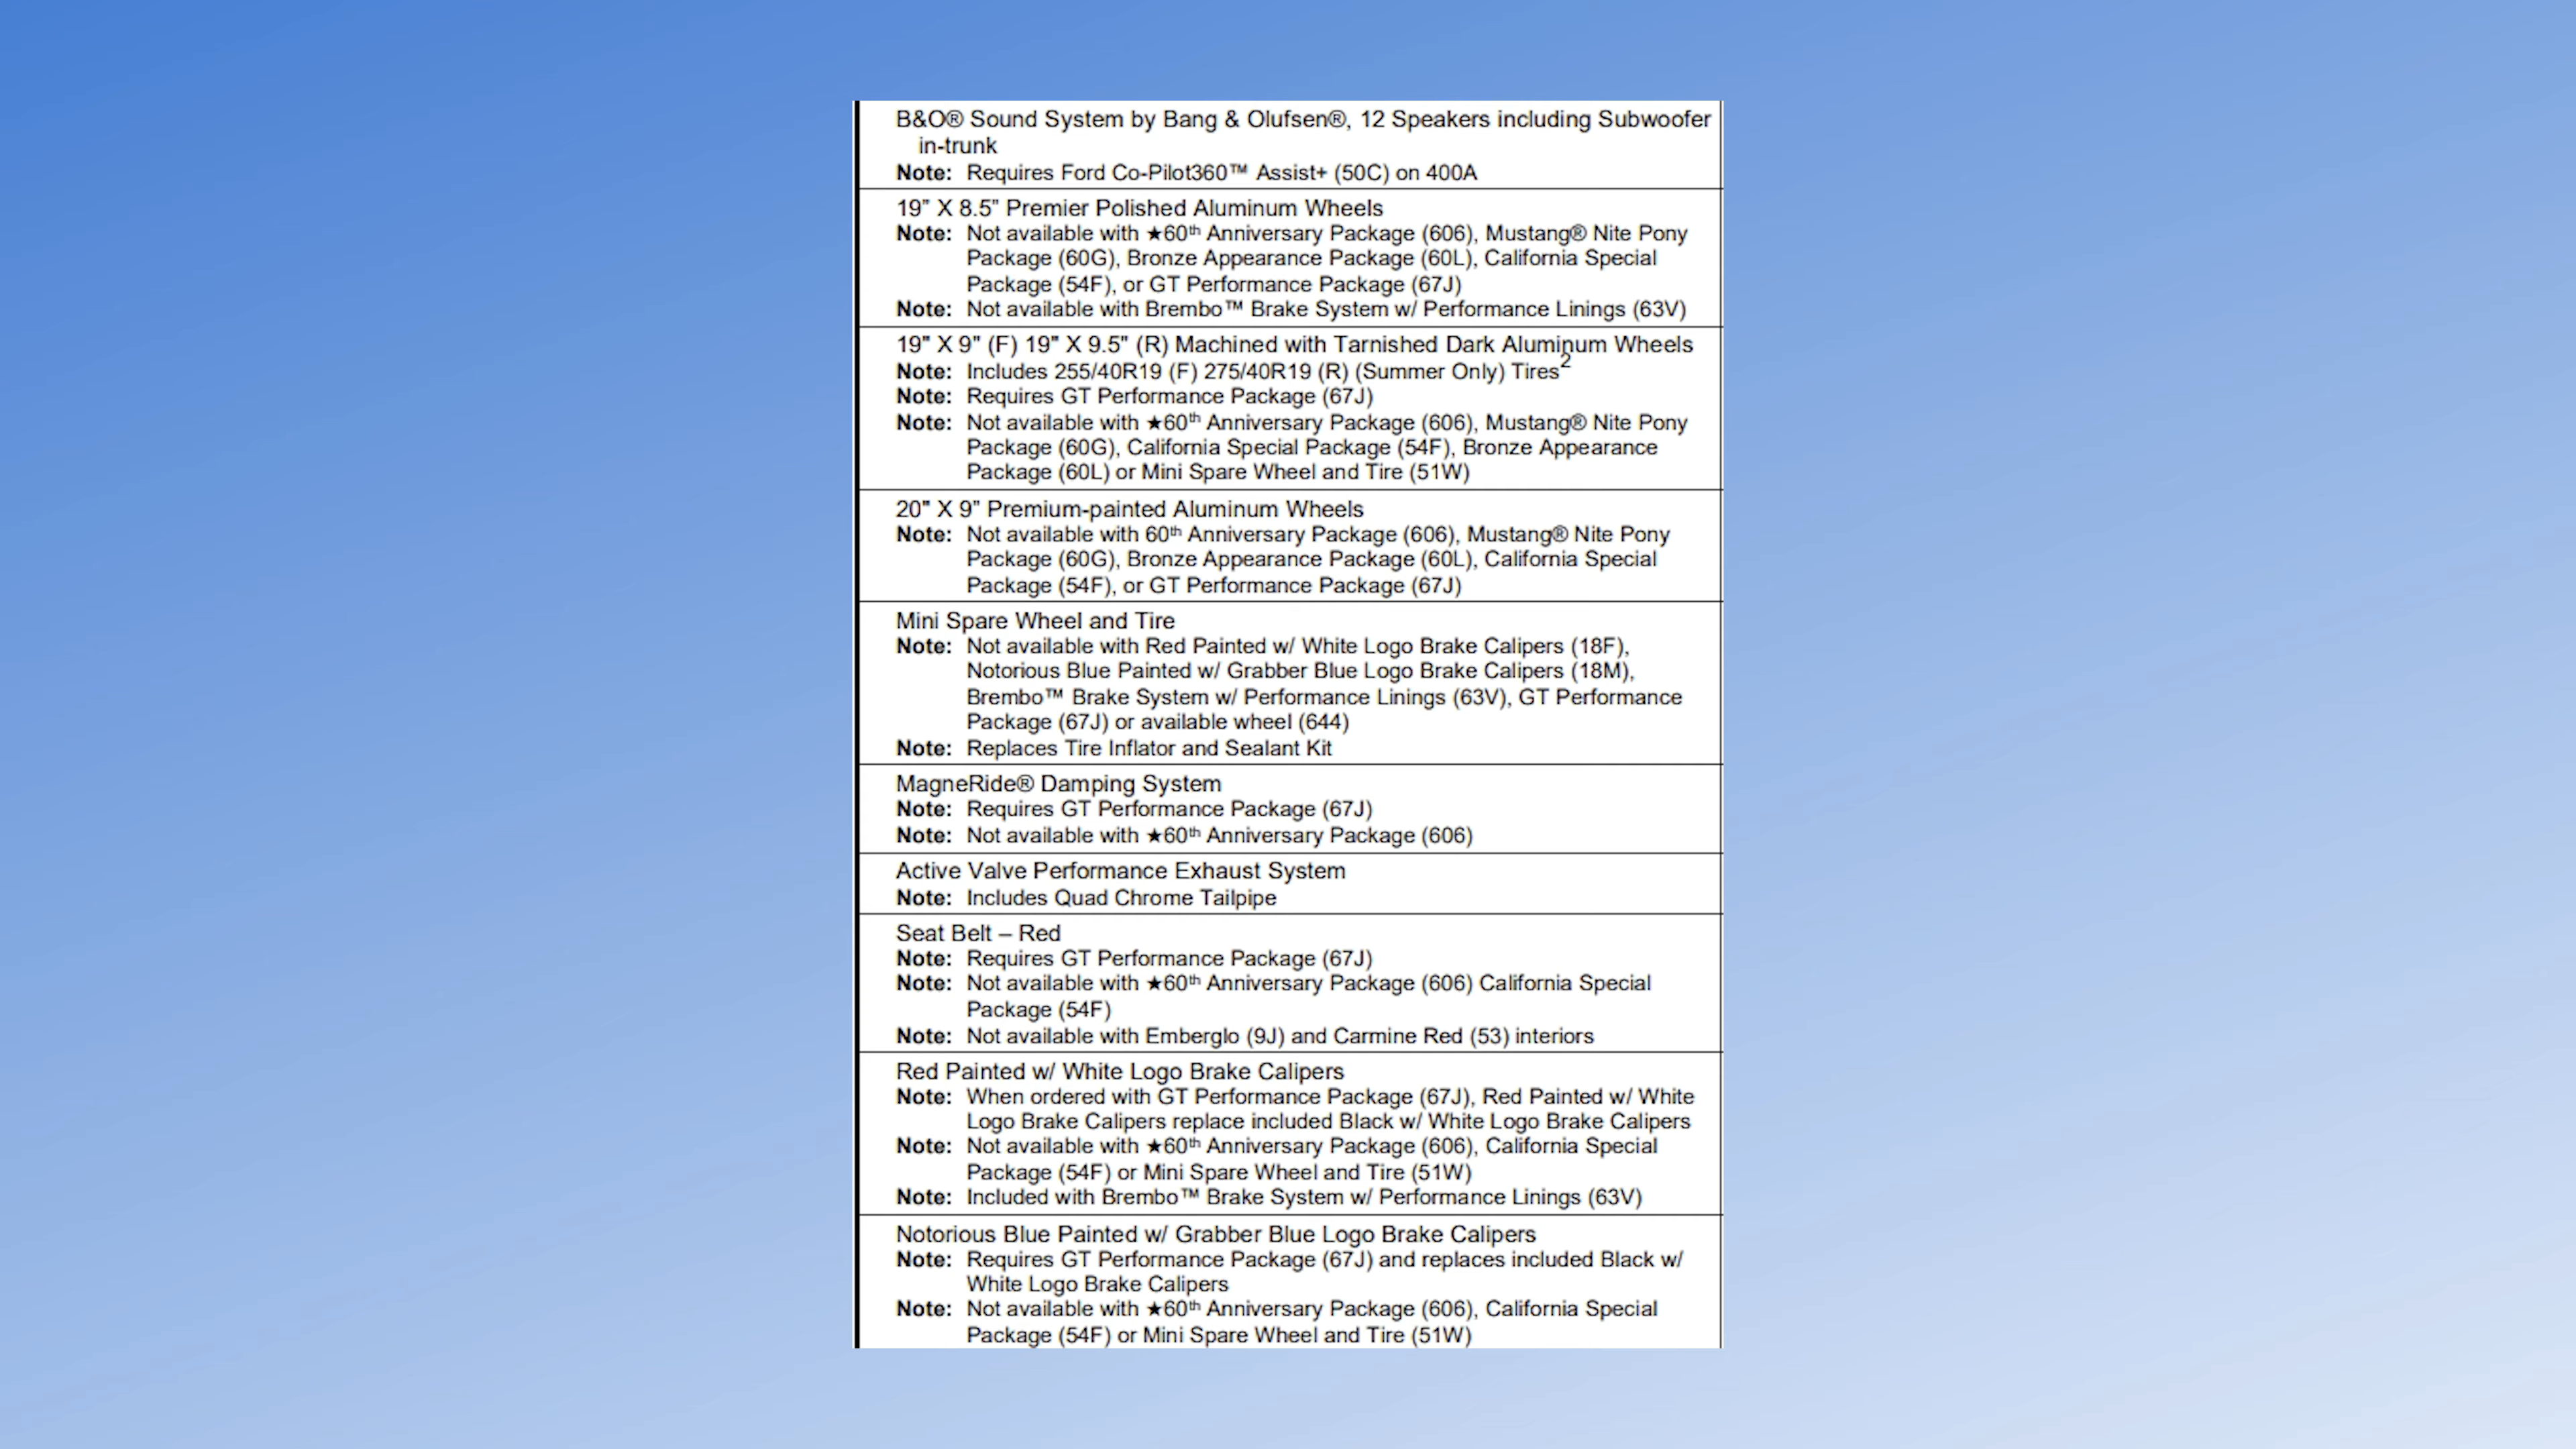 B&O® Sound System by Bang & Olufsen®, 12 Speakers including Subwoofer
in-trunk
Note: Requires Ford Co-Pilot360™ Assist+ (50C) on 400A
19” X 8.5” Premier Polished Aluminum Wheels
Note: Not available with ★60th Anniversary Package (606), Mustang® Nite Pony
Package (60G), Bronze Appearance Package (60L), California Special
Package (54F), or GT Performance Package (67J)
Note: Not available with Brembo™ Brake System w/ Performance Linings (63V)
19" X 9" (F) 19" X 9.5" (R) Machined with Tarnished Dark Aluminum Wheels
Note: Includes 255/40R19 (F) 275/40R19 (R) (Summer Only) Tires2
Note: Requires GT Performance Package (67J)
Note: Not available with ★60th Anniversary Package (606), Mustang® Nite Pony
Package (60G), California Special Package (54F), Bronze Appearance
Package (60L) or Mini Spare Wheel and Tire (51W)
20" X 9” Premium-painted Aluminum Wheels
Note: Not available with 60th Anniversary Package (606), Mustang® Nite Pony
Package (60G), Bronze Appearance Package (60L), California Special
Package (54F), or GT Performance Package (67J)
Mini Spare Wheel and Tire
Note: Not available with Red Painted w/ White Logo Brake Calipers (18F),
Notorious Blue Painted w/ Grabber Blue Logo Brake Calipers (18M),
Brembo™ Brake System w/ Performance Linings (63V), GT Performance
Package (67J) or available wheel (644)
Note: Replaces Tire Inflator and Sealant Kit
MagneRide® Damping System
Note: Requires GT Performance Package (67J)
Note: Not available with ★60th Anniversary Package (606)
Active Valve Performance Exhaust System
Note: Includes Quad Chrome Tailpipe
Seat Belt – Red
Note: Requires GT Performance Package (67J)
Note: Not available with ★60th Anniversary Package (606) California Special
Package (54F)
Note: Not available with Emberglo (9J) and Carmine Red (53) interiors
Red Painted w/ White Logo Brake Calipers
Note: When ordered with GT Performance Package (67J), Red Painted w/ White
Logo Brake Calipers replace included Black w/ White Logo Brake Calipers
Note: Not available with ★60th Anniversary Package (606), California Special
Package (54F) or Mini Spare Wheel and Tire (51W)
Note: Included with Brembo™ Brake System w/ Performance Linings (63V)
Notorious Blue Painted w/ Grabber Blue Logo Brake Calipers
Note: Requires GT Performance Package (67J) and replaces included Black w/
White Logo Brake Calipers
Note: Not available with ★60th Anniversary Package (606), California Special
Package (54F) or Mini Spare Wheel and Tire (51W)